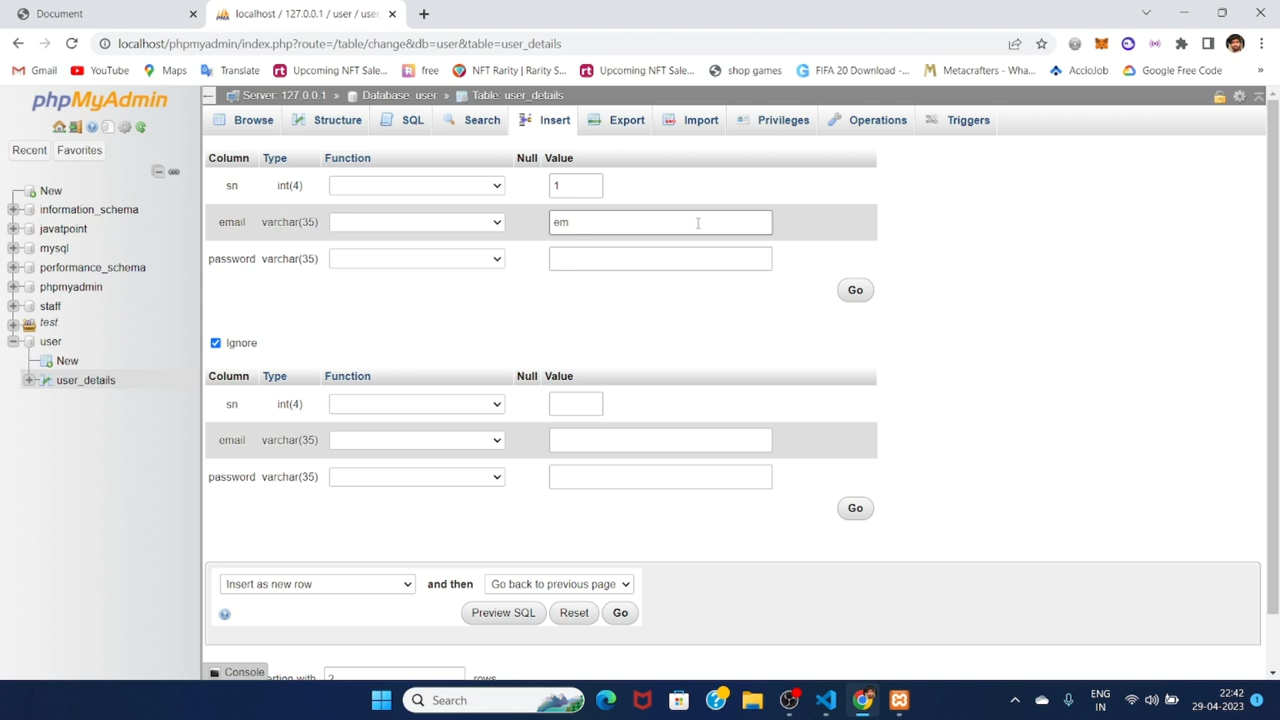 Document
localhost / 127.0.0.1 / user / use
localhost/phpmyadmin/index.php?route=/table/change&db=user&table=user_details
Gmail YouTube Maps Translate Upcoming NFT Sale... free NFT Rarity | Rarity S... Upcoming NFT Sale... shop games FIFA 20 Download -... Metacrafters - Wha... AccioJob Google Free Code »
phpMyAdmin
Server: 127.0.0.1 » Database: user » Table: user_details
Browse Structure SQL Search Insert Export Import Privileges Operations Triggers
Recent Favorites
New
information_schema
javatpoint
mysql
performance_schema
phpmyadmin
staff
test
user
New
user_details
Column Type Function Null Value
sn int(4) 1
email varchar(35) em
password varchar(35)
Go
Ignore
Column Type Function Null Value
sn int(4)
email varchar(35)
password varchar(35)
Go
Insert as new row and then Go back to previous page
Preview SQL Reset Go
Console
ertion with 2 rows
Search
ENG
IN
22:42
29-04-2023
1